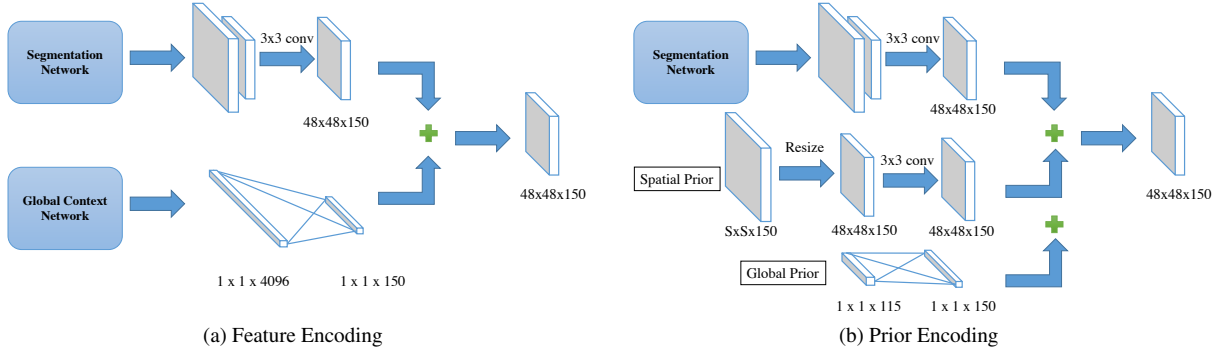 Segmentation
Network
3x3 conv
48x48x150
48x48x150
Global Context
Network
1 x 1 x 4096
1 x 1 x 150
(a) Feature Encoding
Segmentation
Network
3x3 conv
48x48x150
48x48x150
Spatial Prior
Resize
3x3 conv
SxSx150
48x48x150
48x48x150
Global Prior
1 x 1 x 115
1 x 1 x 150
(b) Prior Encoding